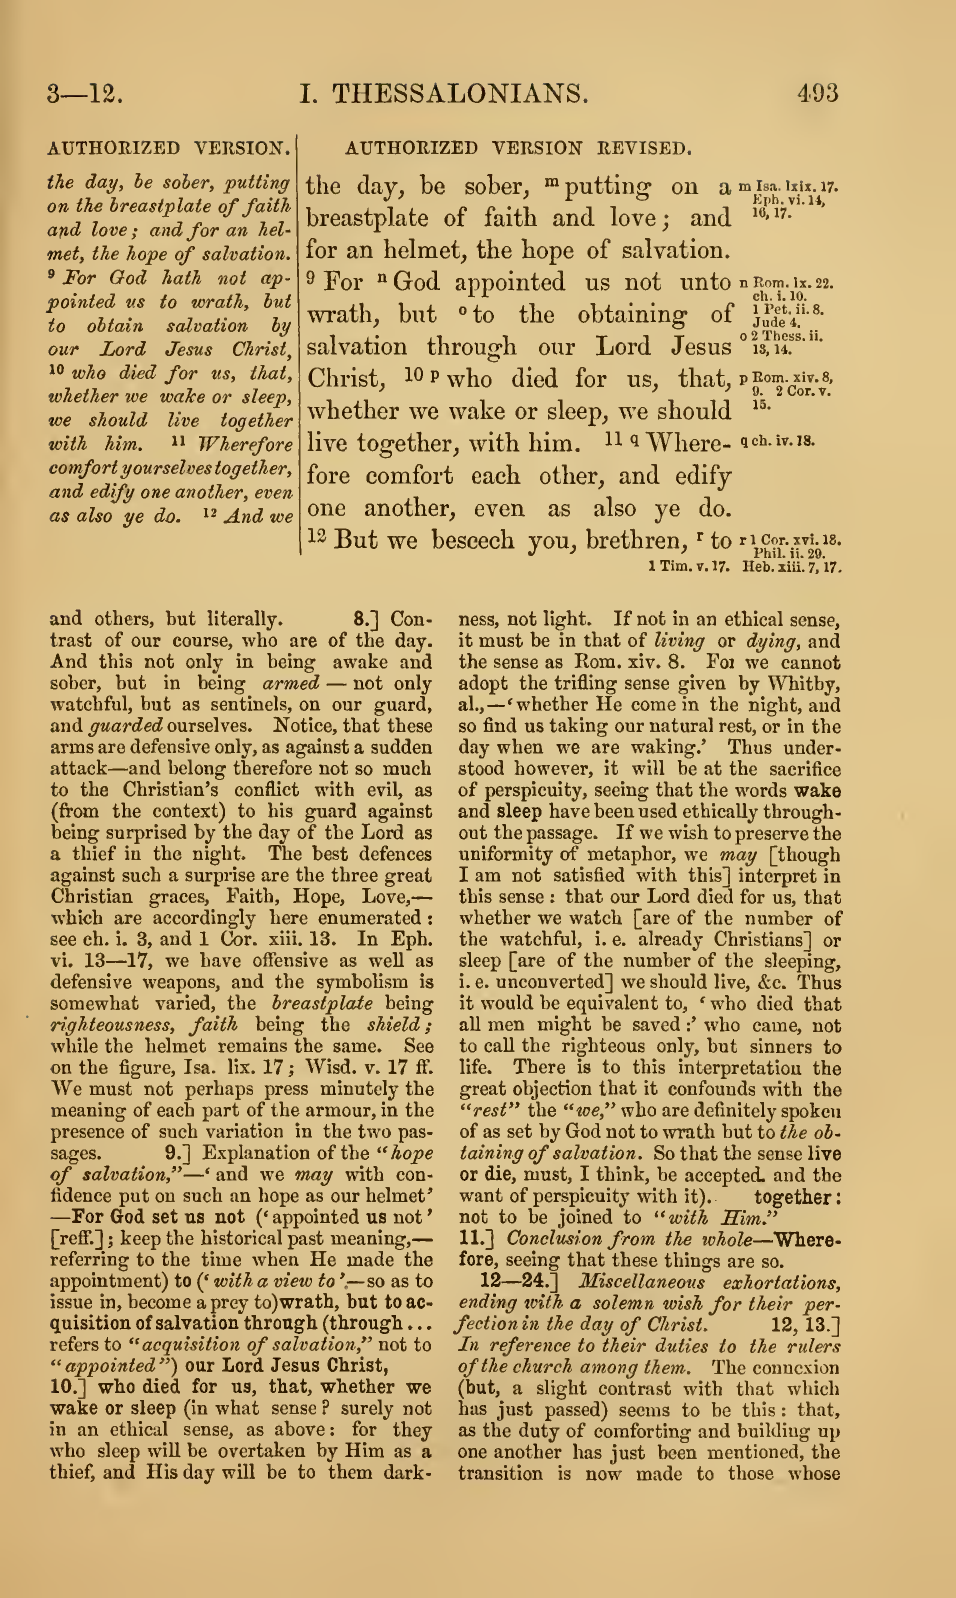 3—12.
I. THESSALONIANS.
493
AUTHORIZED VERSION.
the day, be sober, putting
on the breastplate of faith
and love; and for an hel-
met, the hope of salvation.
9 For God hath not ap-
pointed us to wrath, but
to obtain salvation by
our Lord Jesus Christ,
10 who died for us, that,
whether we wake or sleep,
we should live together
with him. 11 Wherefore
comfort yourselves together,
and edify one another, even
as also ye do. 12 And we
AUTHORIZED VERSION REVISED.
the day, be sober, m putting on a
breastplate of faith and love; and
for an helmet, the hope of salvation.
9 For n God appointed us not unto
wrath, but o to the obtaining of
salvation through our Lord Jesus
Christ, 10 p who died for us, that,
whether we wake or sleep, we should
live together, with him. 11 q Where-
fore comfort each other, and edify
one another, even as also ye do.
12 But we bescech you, brethren, r to
m Isa. lxix. 17.
Eph. vi. 14,
16, 17.
n Rom. ix. 22.
ch. i. 10.
1 Pet. ii. 8.
Jude 4.
o 2 Thess. ii.
13, 14.
p Rom. xiv. 8,
9. 2 Cor. v.
15.
q ch. iv. 18.
r 1 Cor. xvi. 18.
Phil. ii. 29.
1 Tim. v. 17. Heb. xiii. 7, 17.
and others, but literally. 8.] Con-
trast of our course, who are of the day.
And this not only in being awake and
sober, but in being armed — not only
watchful, but as sentinels, on our guard,
and guarded ourselves. Notice, that these
arms are defensive only, as against a sudden
attack—and belong therefore not so much
to the Christian's conflict with evil, as
(from the context) to his guard against
being surprised by the day of the Lord as
a thief in the night. The best defences
against such a surprise are the three great
Christian graces, Faith, Hope, Love,—
which are accordingly here enumerated:
see ch. i. 3, and 1 Cor. xiii. 13. In Eph.
vi. 13—17, we have offensive as well as
defensive weapons, and the symbolism is
somewhat varied, the breastplate being
righteousness, faith being the shield;
while the helmet remains the same. See
on the figure, Isa. lix. 17; Wisd. v. 17 ff.
We must not perhaps press minutely the
meaning of each part of the armour, in the
presence of such variation in the two pas-
sages. 9.] Explanation of the "hope
of salvation,"—'and we may with con-
fidence put on such an hope as our helmet'
—For God set us not ('appointed us not'
[reff.]; keep the historical past meaning,—
referring to the time when He made the
appointment) to ('with a view to'—so as to
issue in, become a prey to) wrath, but to ac-
quisition of salvation through (through...
refers to "acquisition of salvation," not to
"appointed") our Lord Jesus Christ,
10.] who died for us, that, whether we
wake or sleep (in what sense? surely not
in an ethical sense, as above: for they
who sleep will be overtaken by Him as a
thief, and His day will be to them dark-
ness, not light. If not in an ethical sense,
it must be in that of living or dying, and
the sense as Rom. xiv. 8. For we cannot
adopt the trifling sense given by Whitby,
al.,—'whether He come in the night, and
so find us taking our natural rest, or in the
day when we are waking.' Thus under-
stood however, it will be at the sacrifice
of perspicuity, seeing that the words wake
and sleep have been used ethically through-
out the passage. If we wish to preserve the
uniformity of metaphor, we may [though
I am not satisfied with this] interpret in
this sense: that our Lord died for us, that
whether we watch [are of the number of
the watchful, i. e. already Christians] or
sleep [are of the number of the sleeping,
i. e. unconverted] we should live, &c. Thus
it would be equivalent to, 'who died that
all men might be saved:' who came, not
to call the righteous only, but sinners to
life. There is to this interpretation the
great objection that it confounds with the
"rest" the "we," who are definitely spoken
of as set by God not to wrath but to the ob-
taining of salvation. So that the sense live
or die, must, I think, be accepted. and the
want of perspicuity with it). together:
not to be joined to "with Him."
11.] Conclusion from the whole—Where-
fore, seeing that these things are so.
12—24.] Miscellaneous exhortations,
ending with a solemn wish for their per-
fection in the day of Christ. 12, 13.]
In reference to their duties to the rulers
of the church among them. The connexion
(but, a slight contrast with that which
has just passed) seems to be this: that,
as the duty of comforting and building up
one another has just been mentioned, the
transition is now made to those whose